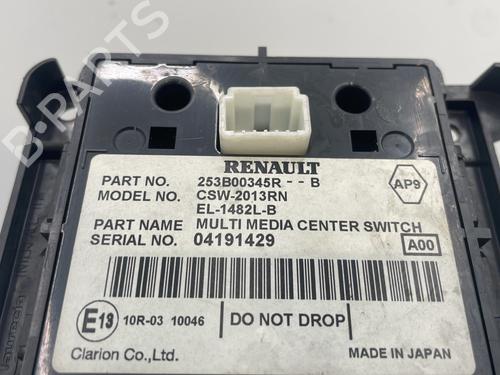 B-PARTS
RENAULT
PART NO. 253B00345R - - B
MODEL NO. CSW-2013RN
EL-1482L-B
PART NAME MULTI MEDIA CENTER SWITCH
SERIAL NO. 04191429
AP9
A00
E13 10R-03 10046 DO NOT DROP
Clarion Co.,Ltd. MADE IN JAPAN